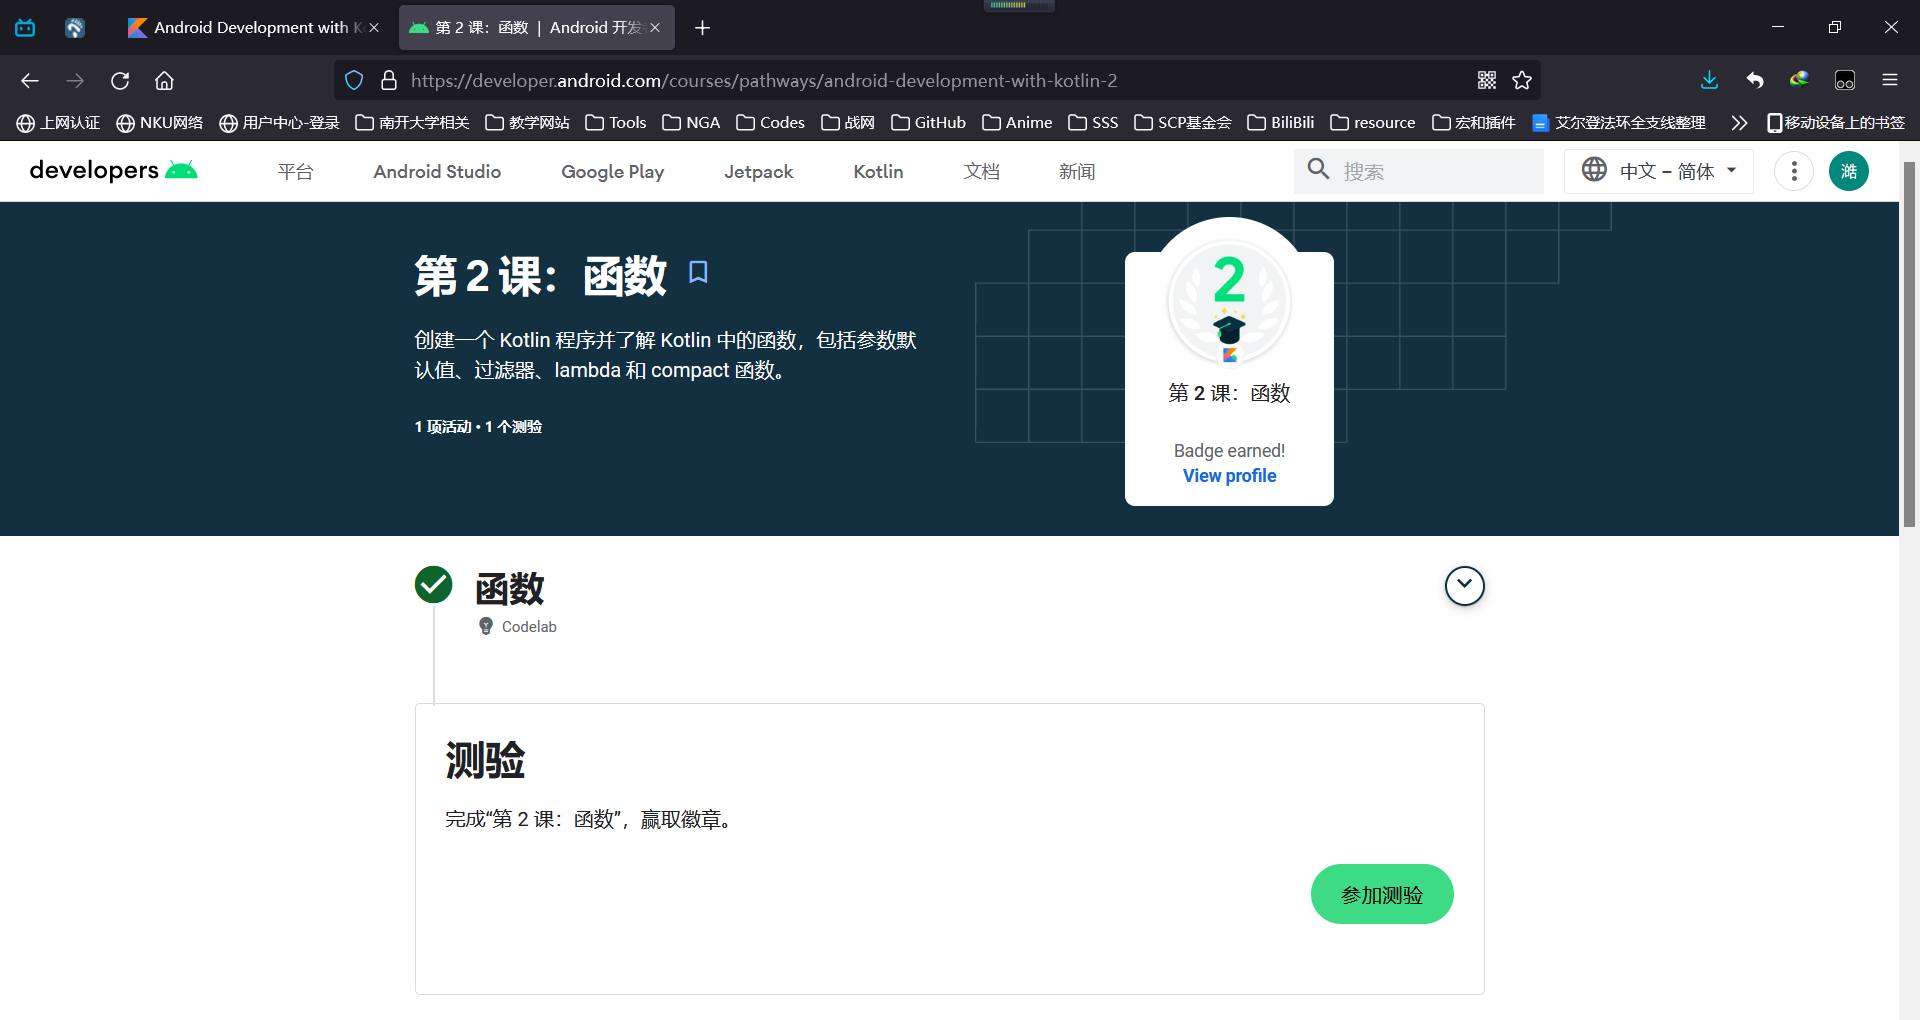 Android Development with K
第 2 课：函数 | Android 开发
https://developer.android.com/courses/pathways/android-development-with-kotlin-2
上网认证
NKU网络
用户中心-登录
南开大学相关
教学网站
Tools
NGA
Codes
战网
GitHub
Anime
SSS
SCP基金会
BiliBili
resource
宏和插件
艾尔登法环全支线整理
移动设备上的书签
developers
平台
Android Studio
Google Play
Jetpack
Kotlin
文档
新闻
搜索
中文 – 简体
澔
第 2 课：函数
创建一个 Kotlin 程序并了解 Kotlin 中的函数，包括参数默
认值、过滤器、lambda 和 compact 函数。
1 项活动 • 1 个测验
2
第 2 课：函数
Badge earned!
View profile
函数
Codelab
测验
完成“第 2 课：函数”，赢取徽章。
参加测验